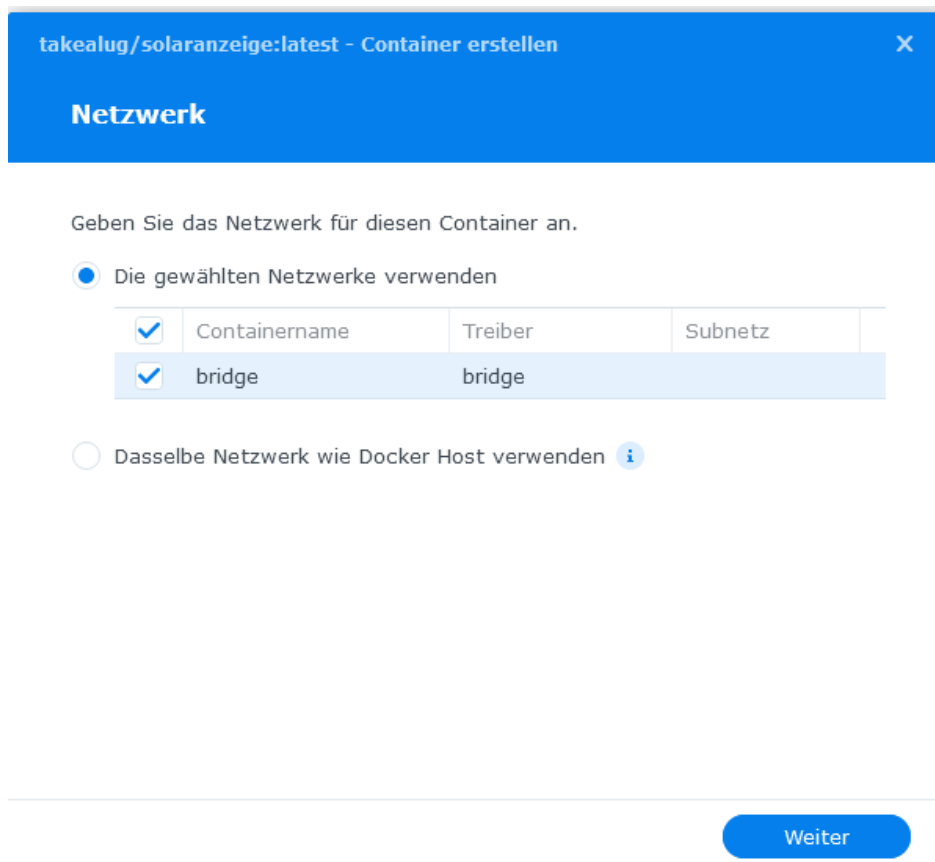 takealug/solaranzeige:latest - Container erstellen
Netzwerk
Geben Sie das Netzwerk für diesen Container an.
Die gewählten Netzwerke verwenden
Containername Treiber Subnetz
bridge bridge
Dasselbe Netzwerk wie Docker Host verwenden i
Weiter